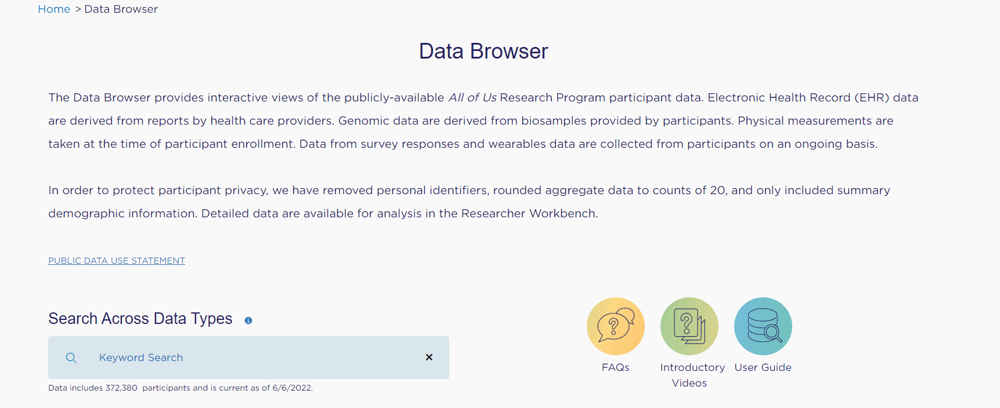 Home > Data Browser
Data Browser
The Data Browser provides interactive views of the publicly-available All of Us Research Program participant data. Electronic Health Record (EHR) data
are derived from reports by health care providers. Genomic data are derived from biosamples provided by participants. Physical measurements are
taken at the time of participant enrollment. Data from survey responses and wearables data are collected from participants on an ongoing basis.
In order to protect participant privacy, we have removed personal identifiers, rounded aggregate data to counts of 20, and only included summary
demographic information. Detailed data are available for analysis in the Researcher Workbench.
PUBLIC DATA USE STATEMENT
Search Across Data Types i
Keyword Search ×
Data includes 372,380 participants and is current as of 6/6/2022.
? ?
FAQs Introductory User Guide
Videos